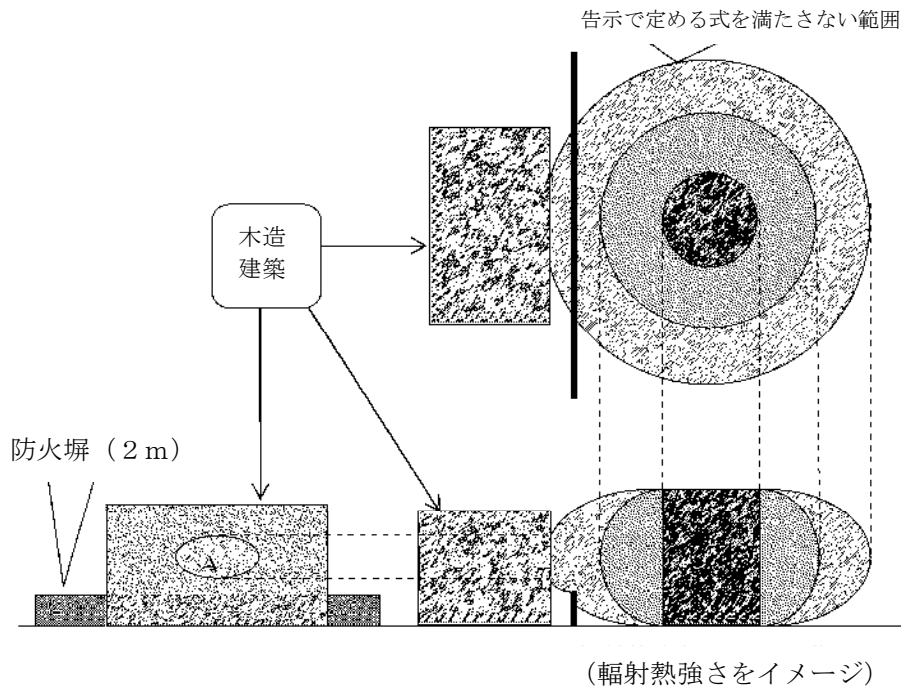 告示で定める式を満たさない範囲
木造
建築
防火塀（２ｍ）
A
（輻射熱強さをイメージ）